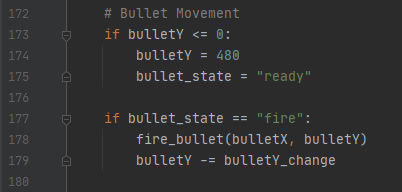 172 # Bullet Movement
173 if bulletY <= 0:
174 bulletY = 480
175 bullet_state = "ready"
176
177 if bullet_state == "fire":
178 fire_bullet(bulletX, bulletY)
179 bulletY -= bulletY_change
180